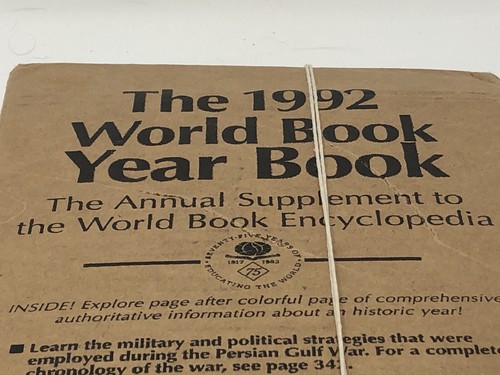 The 1992
World Book
Year Book
The Annual Supplement to
the World Book Encyclopedia
SEVENTY-FIVE YEARS OF
1917 1992
75
EDUCATING THE WORLD
INSIDE! Explore page after colorful page of comprehensive
authoritative information about an historic year!
■ Learn the military and political strategies that were
employed during the Persian Gulf War. For a complete
chronology of the war, see page